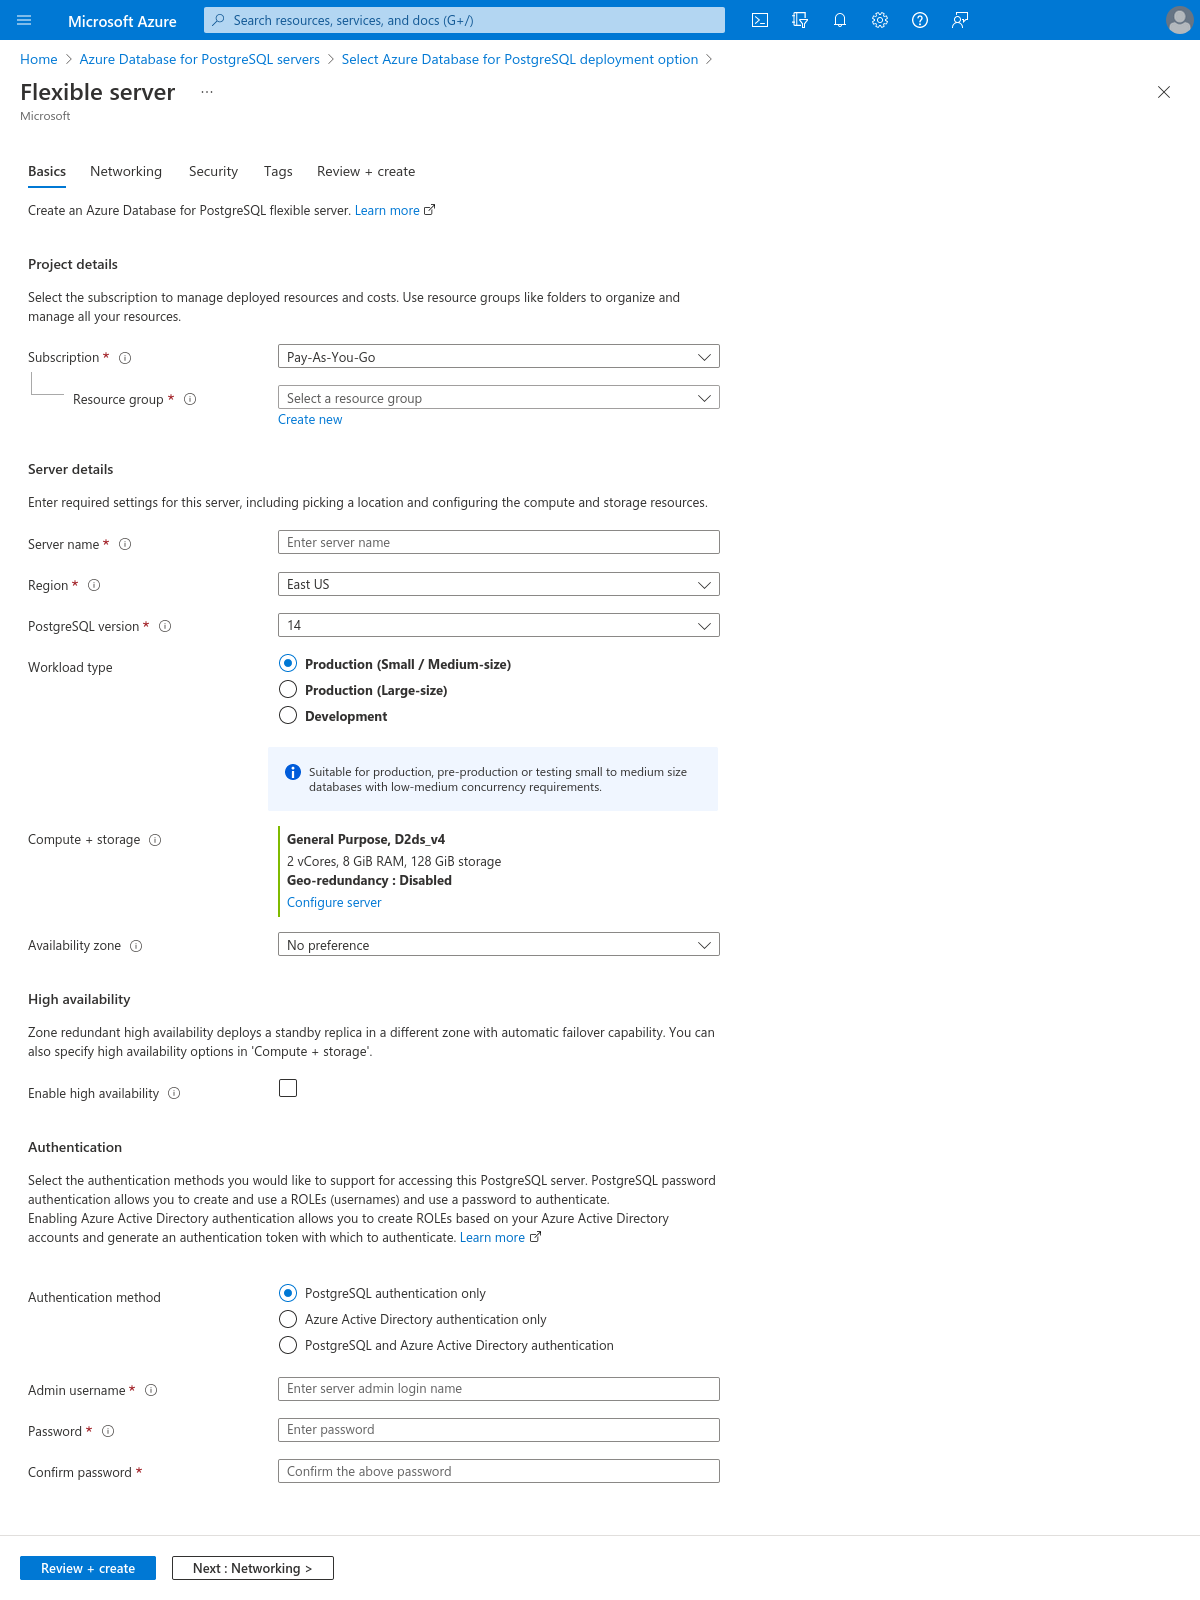 Microsoft Azure
Search resources, services, and docs (G+/)
Home > Azure Database for PostgreSQL servers > Select Azure Database for PostgreSQL deployment option >
Flexible server ...
Microsoft
Basics Networking Security Tags Review + create
Create an Azure Database for PostgreSQL flexible server. Learn more
Project details
Select the subscription to manage deployed resources and costs. Use resource groups like folders to organize and
manage all your resources.
Subscription * Pay-As-You-Go
Resource group * Select a resource group
Create new
Server details
Enter required settings for this server, including picking a location and configuring the compute and storage resources.
Server name * Enter server name
Region * East US
PostgreSQL version * 14
Workload type Production (Small / Medium-size)
Production (Large-size)
Development
Suitable for production, pre-production or testing small to medium size
databases with low-medium concurrency requirements.
Compute + storage General Purpose, D2ds_v4
2 vCores, 8 GiB RAM, 128 GiB storage
Geo-redundancy : Disabled
Configure server
Availability zone No preference
High availability
Zone redundant high availability deploys a standby replica in a different zone with automatic failover capability. You can
also specify high availability options in 'Compute + storage'.
Enable high availability
Authentication
Select the authentication methods you would like to support for accessing this PostgreSQL server. PostgreSQL password
authentication allows you to create and use a ROLEs (usernames) and use a password to authenticate.
Enabling Azure Active Directory authentication allows you to create ROLEs based on your Azure Active Directory
accounts and generate an authentication token with which to authenticate. Learn more
Authentication method PostgreSQL authentication only
Azure Active Directory authentication only
PostgreSQL and Azure Active Directory authentication
Admin username * Enter server admin login name
Password * Enter password
Confirm password * Confirm the above password
Review + create Next : Networking >